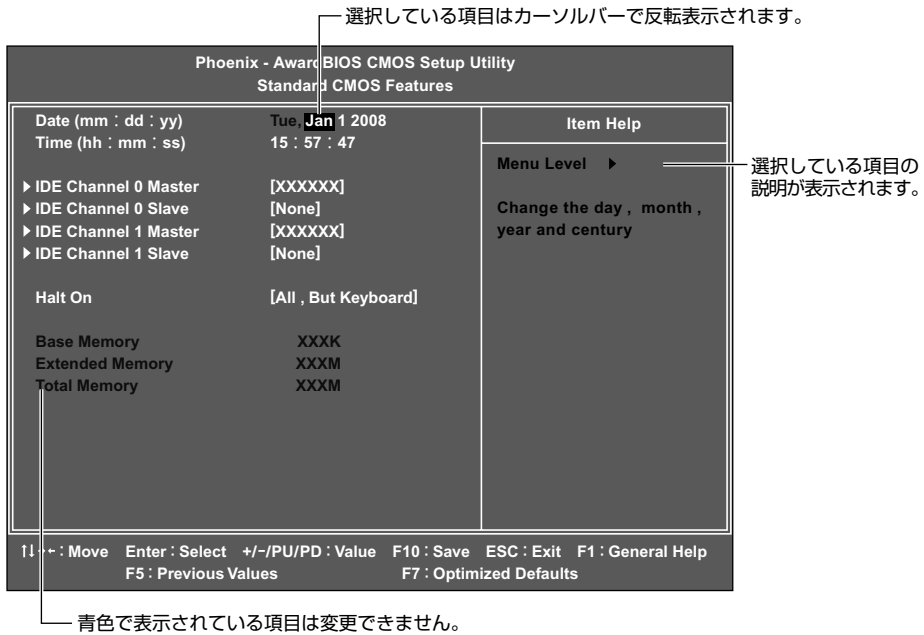 選択している項目はカーソルバーで反転表示されます。
Phoenix - AwardBIOS CMOS Setup Utility
Standard CMOS Features
Date (mm : dd : yy) Tue, Jan 1 2008
Time (hh : mm : ss) 15 : 57 : 47
IDE Channel 0 Master [XXXXXX]
IDE Channel 0 Slave [None]
IDE Channel 1 Master [XXXXXX]
IDE Channel 1 Slave [None]
Halt On [All , But Keyboard]
Base Memory XXXK
Extended Memory XXXM
Total Memory XXXM
Item Help
Menu Level
Change the day , month ,
year and century
選択している項目の
説明が表示されます。
↑↓→← : Move Enter : Select +/-/PU/PD : Value F10 : Save ESC : Exit F1 : General Help
F5 : Previous Values F7 : Optimized Defaults
青色で表示されている項目は変更できません。